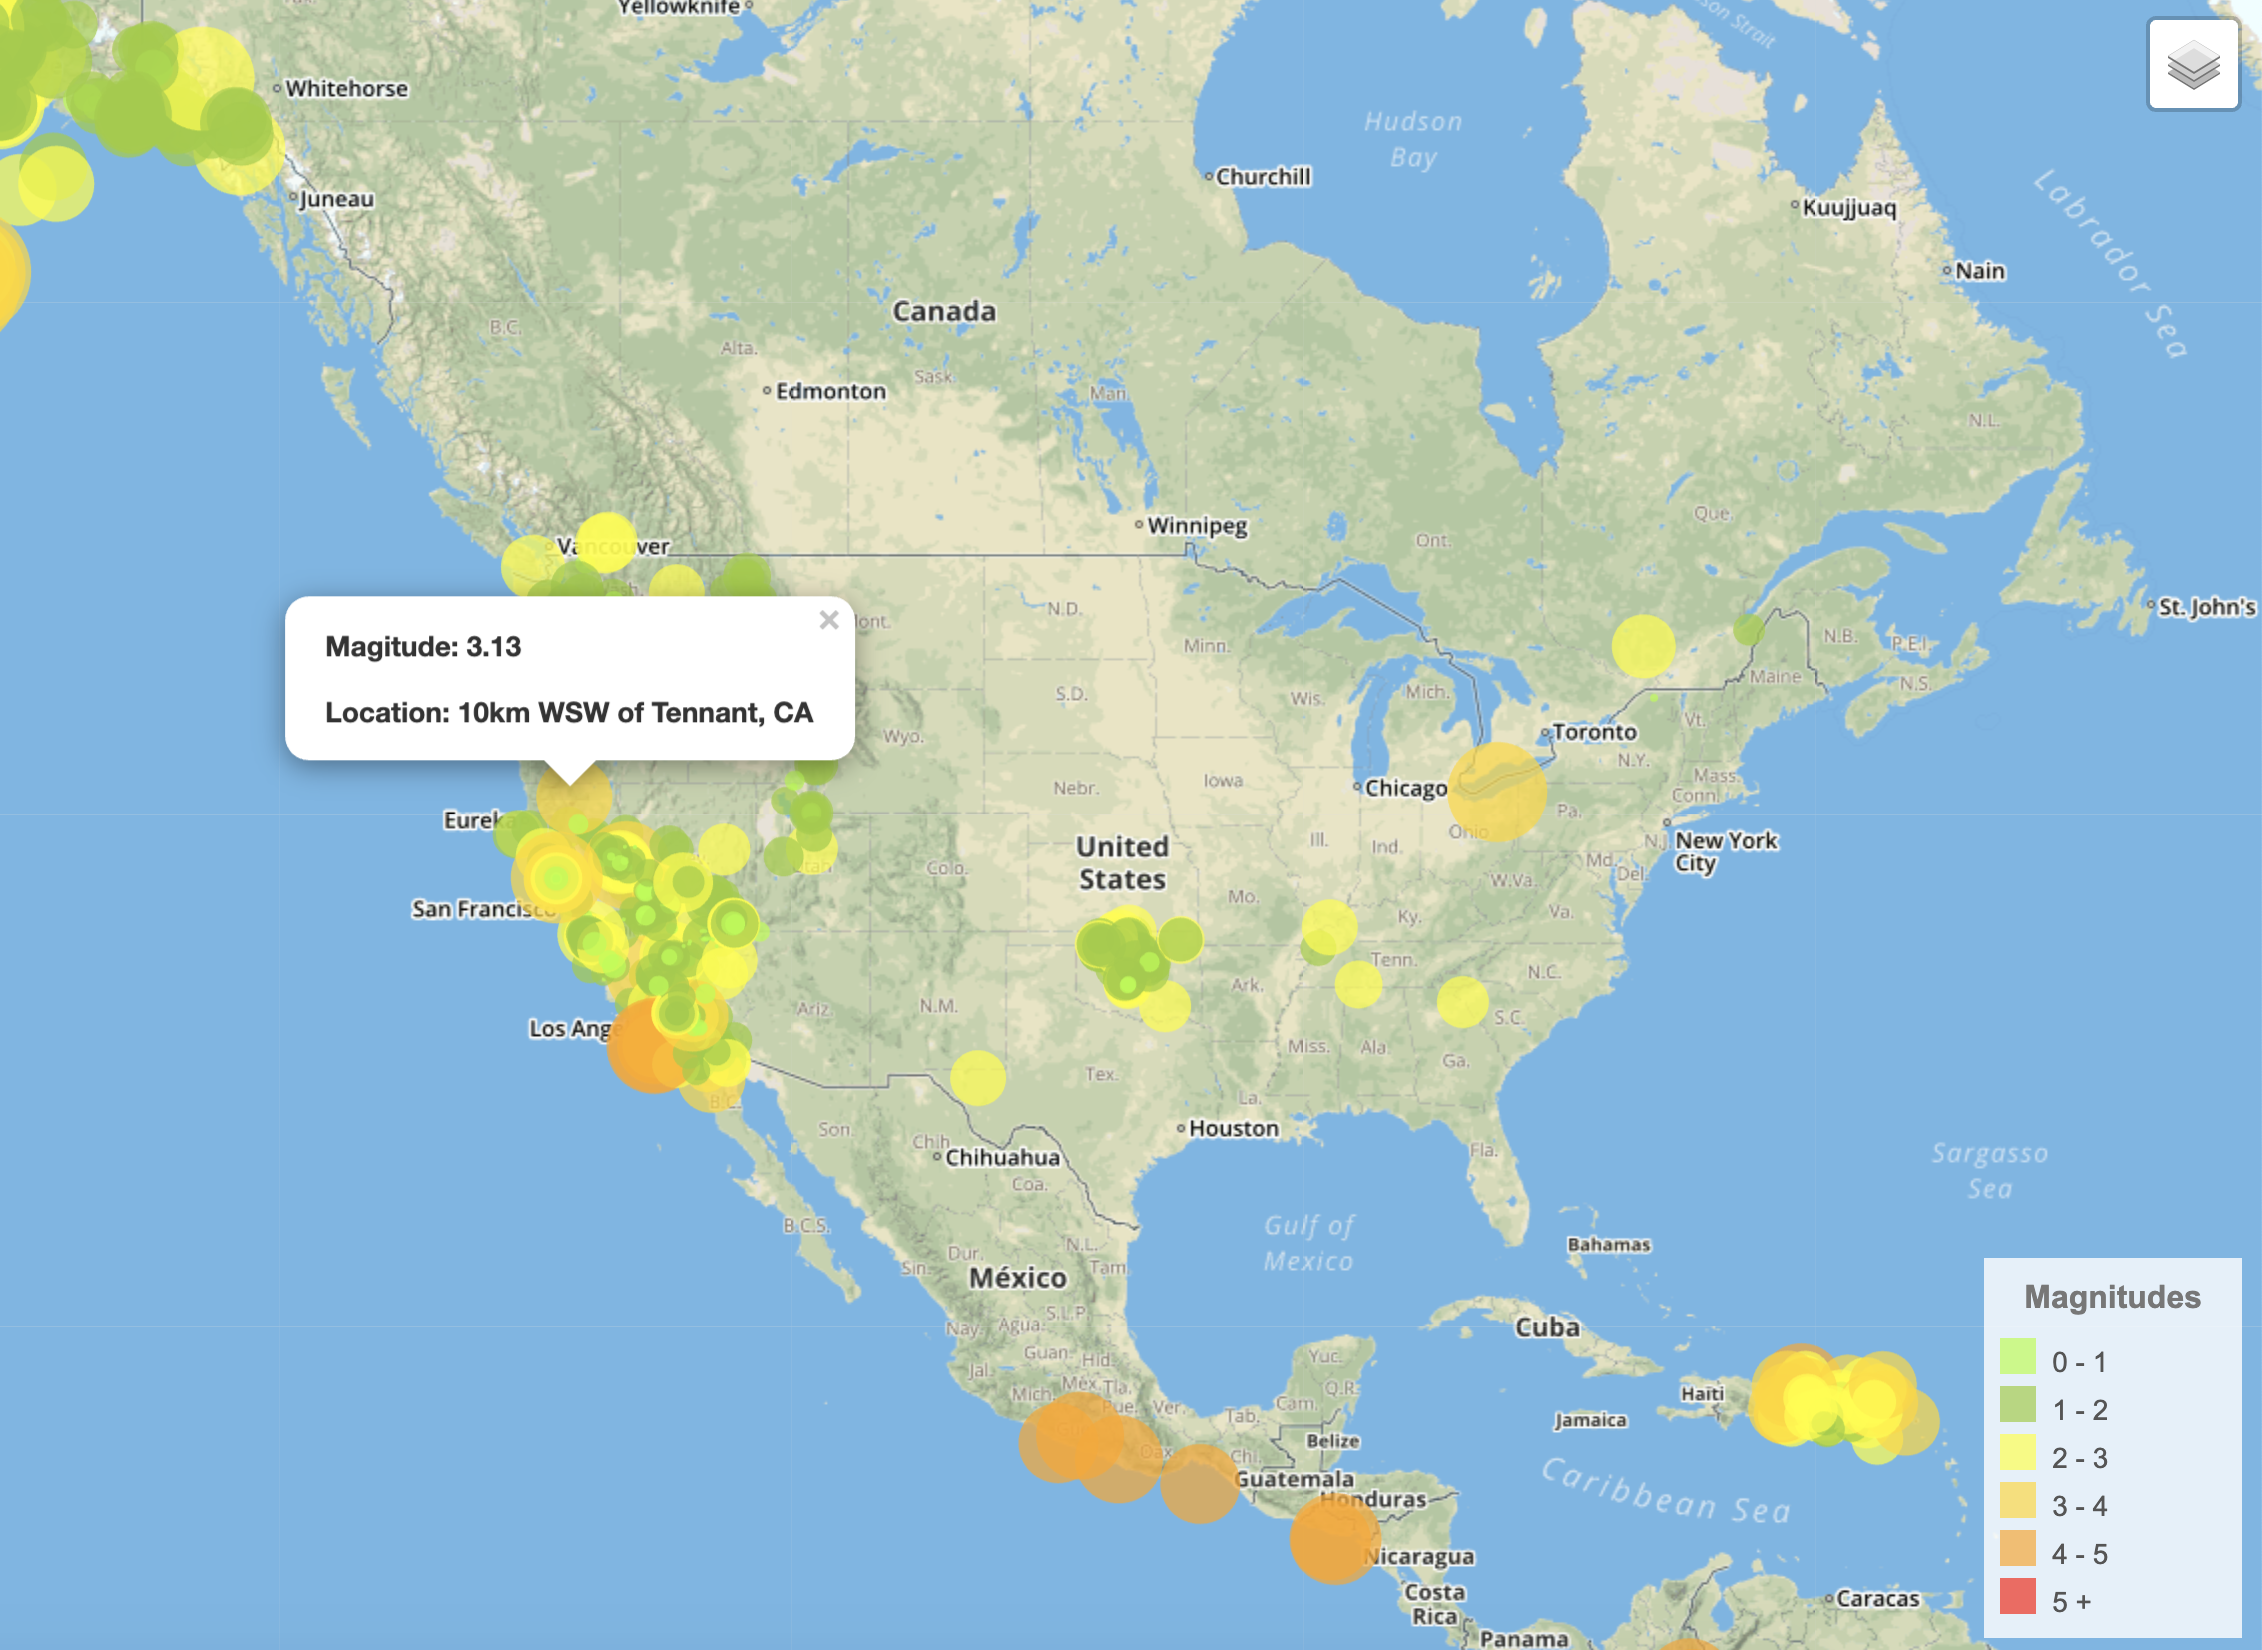 Yellowknife
son Strait
Whitehorse
Hudson
Bay
Churchill
Juneau
Kuujjuaq
Labrador Sea
Nain
Canada
B.C.
Alta.
Sask.
Edmonton
Man.
N.L.
Que.
Winnipeg
Ont.
Vancouver
h.
N.D.
St. John's
×
ont.
Magitude: 3.13
Location: 10km WSW of Tennant, CA
Minn.
N.B.
P.E.I.
Maine
N.S.
S.D.
Wis.
Mich.
Vt.
Wyo.
Toronto
N.Y.
Mass.
Conn.
Nebr.
Iowa
Chicago
Pa.
Eurek
Ohio
United
States
Ill.
Ind.
N.J.
New York
City
Md.
Del.
Utah
Colo.
W.Va.
Mo.
Ky.
Va.
San Francisco
Tenn.
N.C.
Ark.
Ariz.
N.M.
S.C.
Los Ange
Miss.
Ala.
Ga.
Tex.
B.C.
La.
Houston
Son.
Chih.
Chihuahua
Fla.
Sargasso
Sea
Coa.
B.C.S.
Gulf of
Mexico
Bahamas
Dur.
N.L.
Sin.
Tam.
México
S.L.P.
Nay.
Agua.
Cuba
Guan.
Hid.
Yuc.
Jal.
Mich.
Méx.
Tla.
Q.R.
Pue.
Ver.
Cam.
Tab.
Haiti
Jamaica
Oax.
Chi.
Belize
Guatemala
Honduras
Caribbean Sea
Nicaragua
Costa
Rica
Panama
Caracas
Magnitudes
0 - 1
1 - 2
2 - 3
3 - 4
4 - 5
5 +